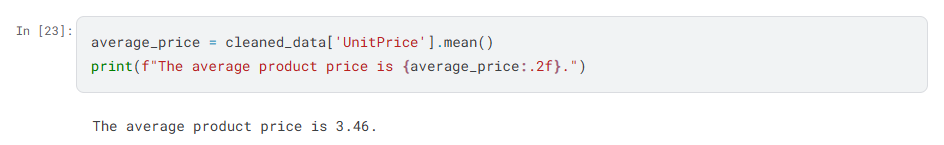 In [23]:
average_price = cleaned_data['UnitPrice'].mean()
print(f"The average product price is {average_price:.2f}.")
The average product price is 3.46.